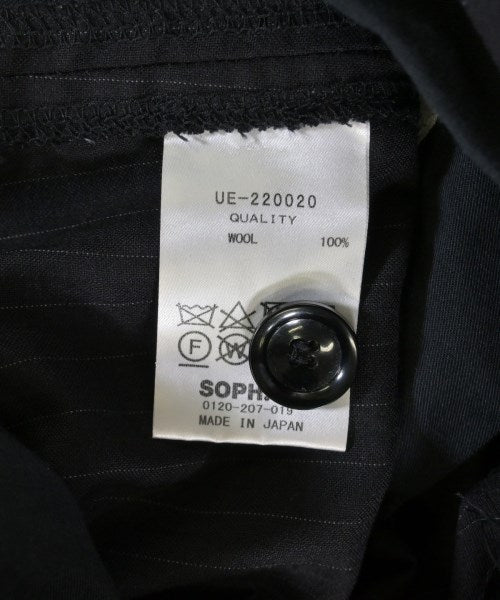 UE-220020
QUALITY
WOOL 100%
F W
SOPH.
0120-207-019
MADE IN JAPAN